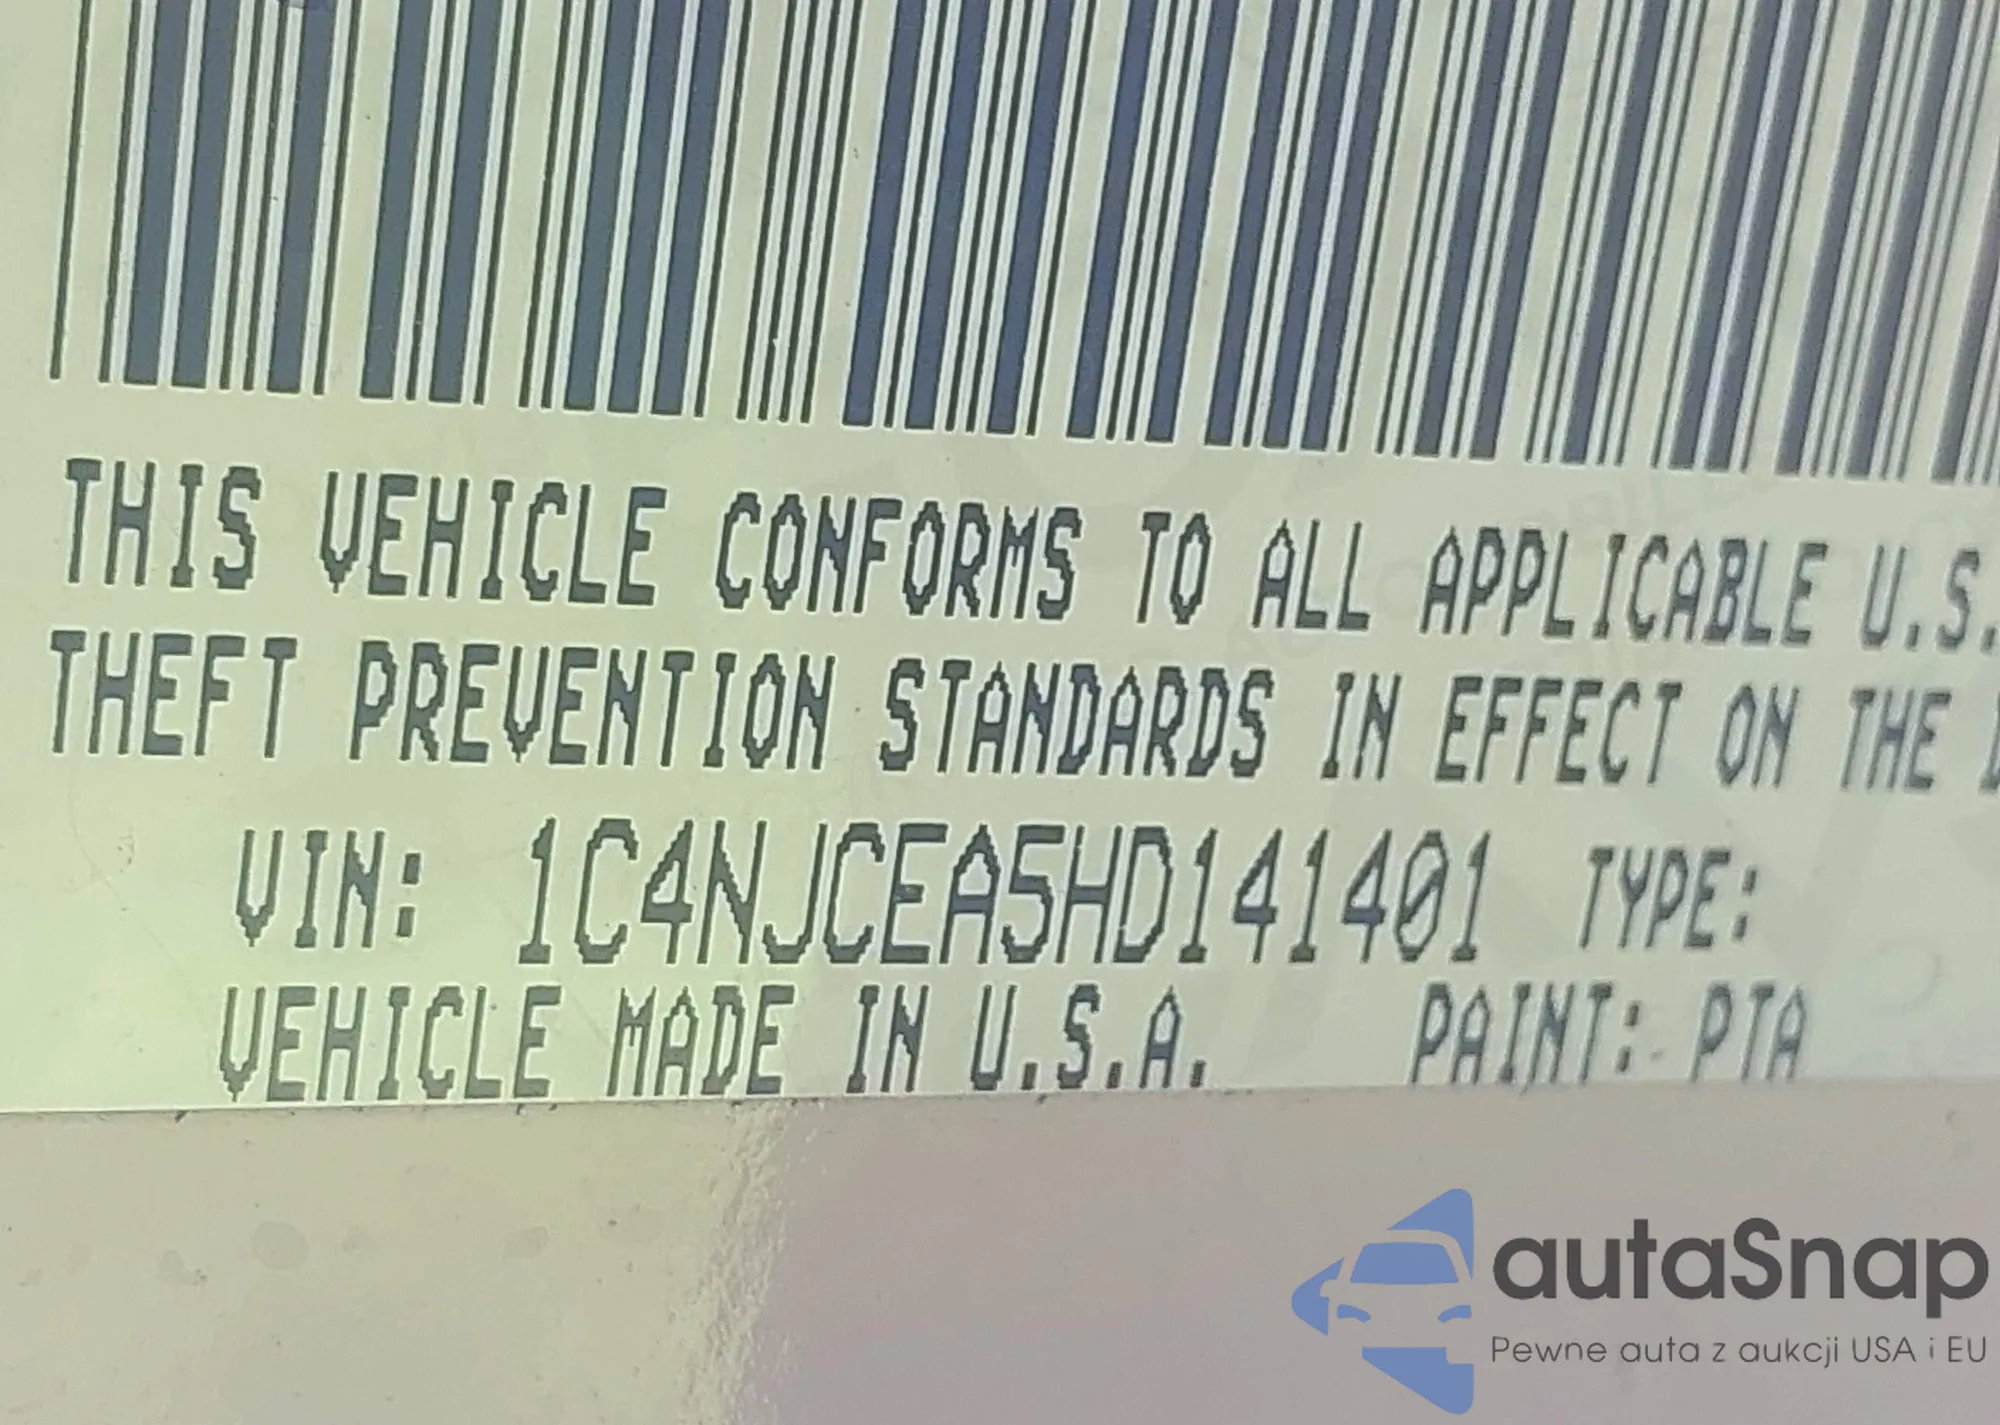 THIS VEHICLE CONFORMS TO ALL APPLICABLE U.S.
THEFT PREVENTION STANDARDS IN EFFECT ON THE
VIN: 1C4NJCEA5HD141401 TYPE:
VEHICLE MADE IN U.S.A. PAINT: PTA
autaSnap
Pewne auta z aukcji USA i EU